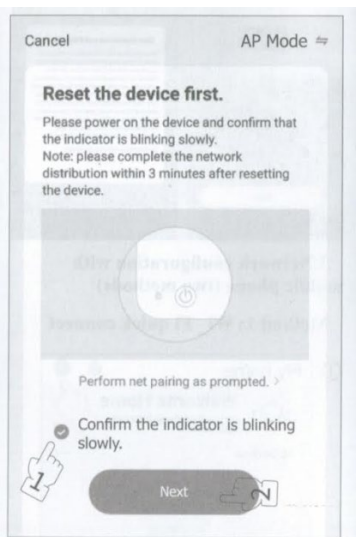 Cancel
AP Mode ⇋
Reset the device first.
Please power on the device and confirm that
the indicator is blinking slowly.
Note: please complete the network
distribution within 3 minutes after resetting
the device.
Perform net pairing as prompted. >
Confirm the indicator is blinking
slowly.
1
Next
2